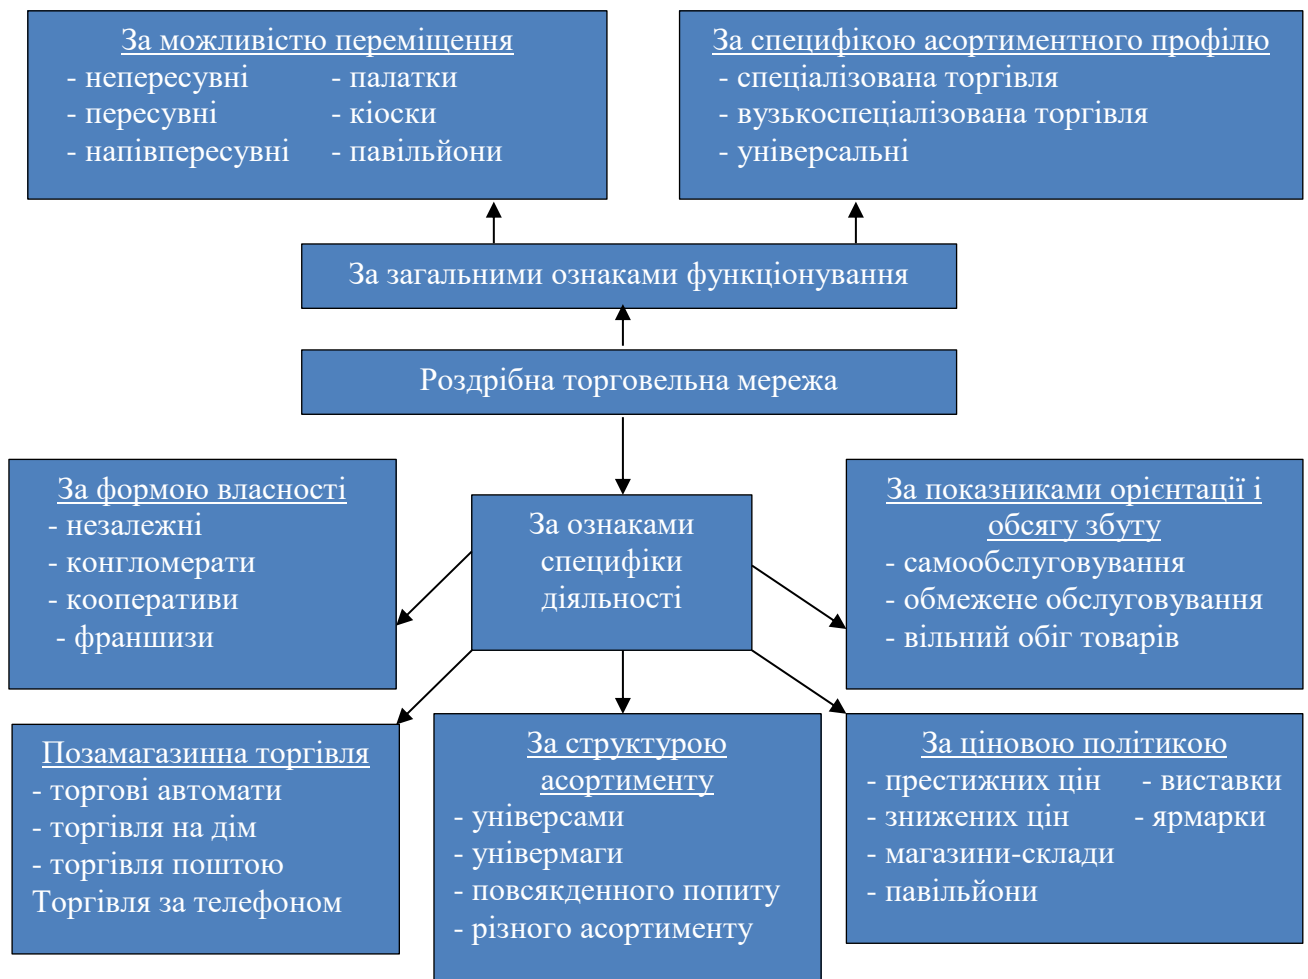 За можливістю переміщення
- непересувні - палатки
- пересувні - кіоски
- напівпересувні - павільйони
За специфікою асортиментного профілю
- спеціалізована торгівля
- вузькоспеціалізована торгівля
- універсальні
За загальними ознаками функціонування
Роздрібна торговельна мережа
За формою власності
- незалежні
- конгломерати
- кооперативи
- франшизи
За ознаками
специфіки
діяльності
За показниками орієнтації і
обсягу збуту
- самообслуговування
- обмежене обслуговування
- вільний обіг товарів
Позамагазинна торгівля
- торгові автомати
- торгівля на дім
- торгівля поштою
Торгівля за телефоном
За структурою
асортименту
- універсами
- універмаги
- повсякденного попиту
- різного асортименту
За ціновою політикою
- престижних цін - виставки
- знижених цін - ярмарки
- магазини-склади
- павільйони